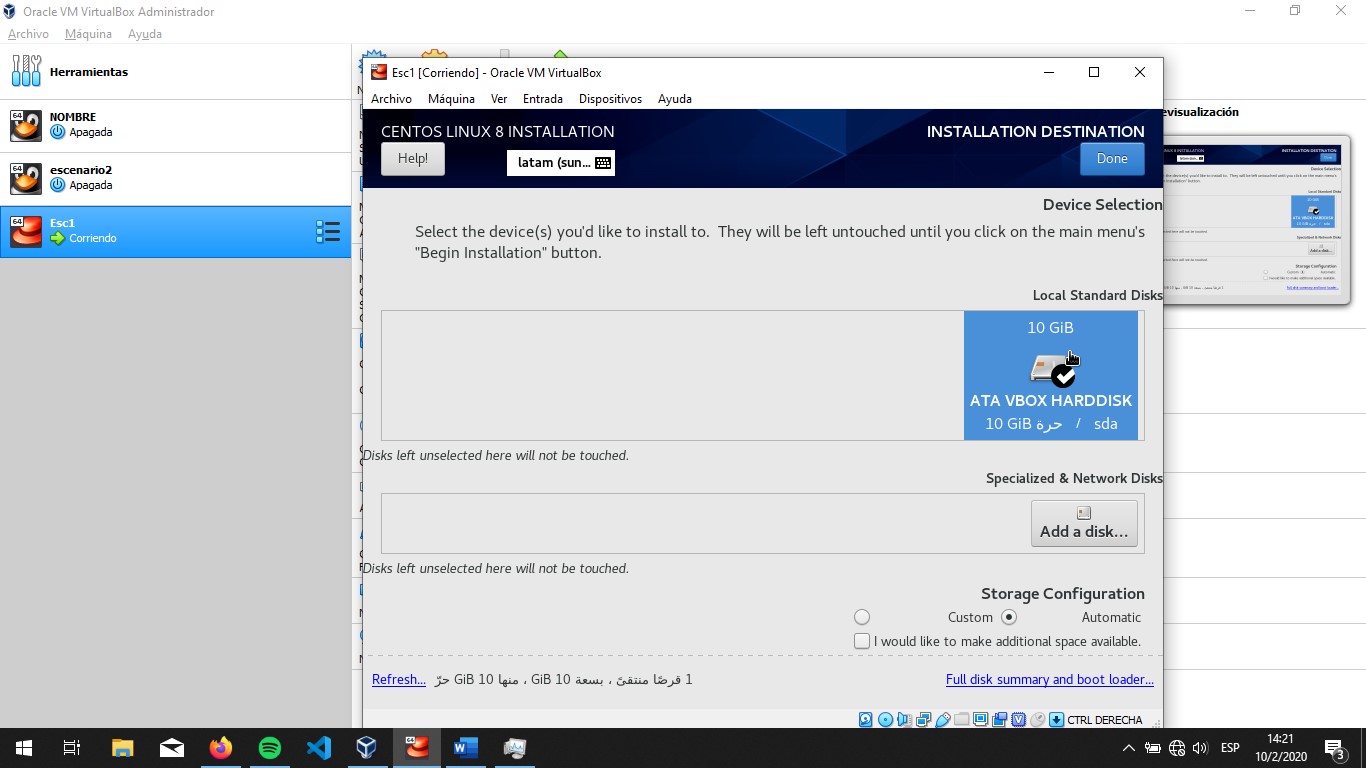 Oracle VM VirtualBox Administrador
Archivo Máquina Ayuda
Herramientas
64
NOMBRE
Apagada
64
escenario2
Apagada
64
Esc1
Corriendo
Esc1 [Corriendo] - Oracle VM VirtualBox
Archivo Máquina Ver Entrada Dispositivos Ayuda
CENTOS LINUX 8 INSTALLATION
INSTALLATION DESTINATION
Help!
latam (sun...
Done
Device Selection
Select the device(s) you'd like to install to. They will be left untouched until you click on the main menu's
"Begin Installation" button.
Local Standard Disks
10 GiB
ATA VBOX HARDDISK
10 GiB حرة / sda
Disks left unselected here will not be touched.
Specialized & Network Disks
Add a disk...
Disks left unselected here will not be touched.
Storage Configuration
Custom Automatic
I would like to make additional space available.
Refresh...
1 قرصًا منتقىً ، بسعة 10 GiB ، منها 10 GiB حرّ
Full disk summary and boot loader...
CTRL DERECHA
evisualización
ESP
14:21
10/2/2020
3